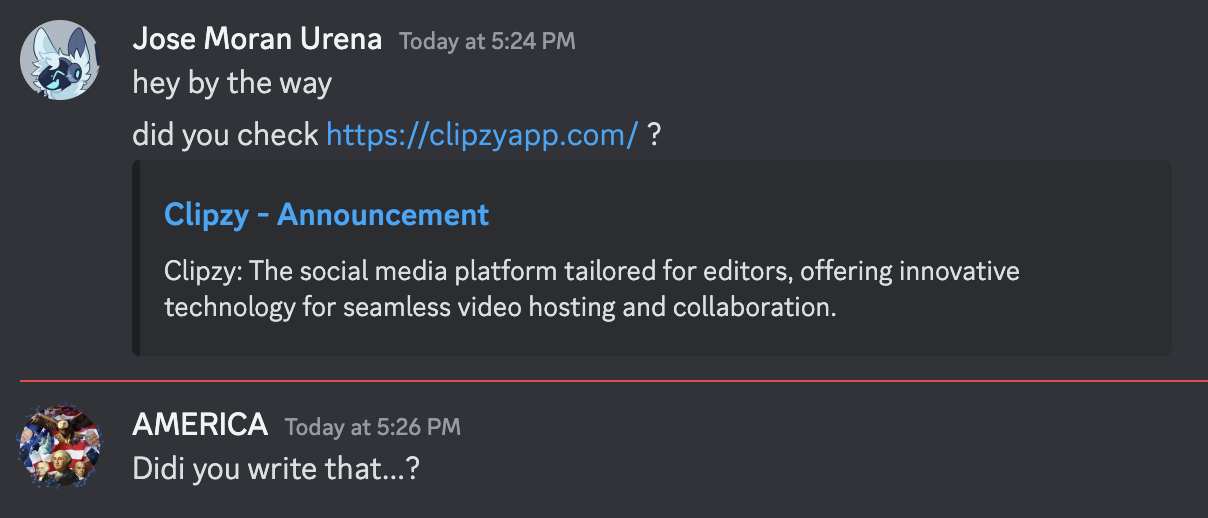 Jose Moran Urena Today at 5:24 PM
hey by the way
did you check https://clipzyapp.com/ ?
Clipzy - Announcement
Clipzy: The social media platform tailored for editors, offering innovative
technology for seamless video hosting and collaboration.
AMERICA Today at 5:26 PM
Didi you write that...?